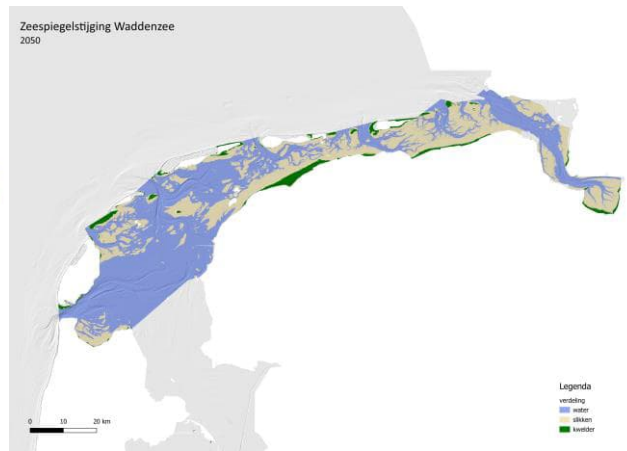 Zeespiegelstijging Waddenzee
2050
Legenda
verdeling
water
slikken
kwelder
0 10 20 km